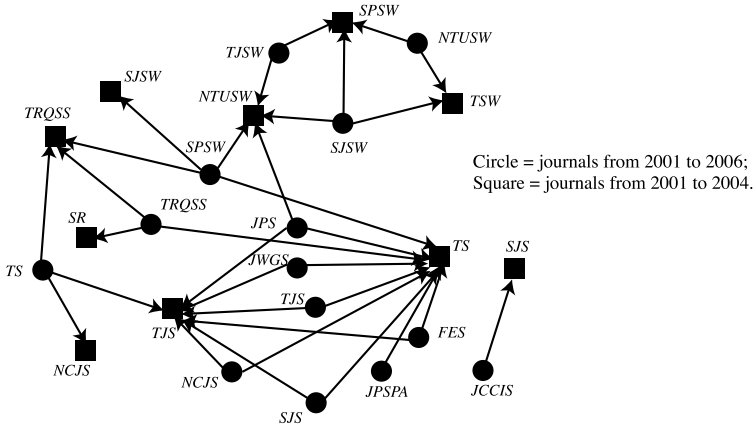 SPSW
TJSW
NTUSW
SJSW
NTUSW
TSW
TRQSS
SPSW
SJSW
Circle = journals from 2001 to 2006;
Square = journals from 2001 to 2004.
TRQSS
SR
JPS
TS
SJS
JWGS
TS
TJS
TJS
FES
NCJS
NCJS
JPSPA
JCCIS
SJS